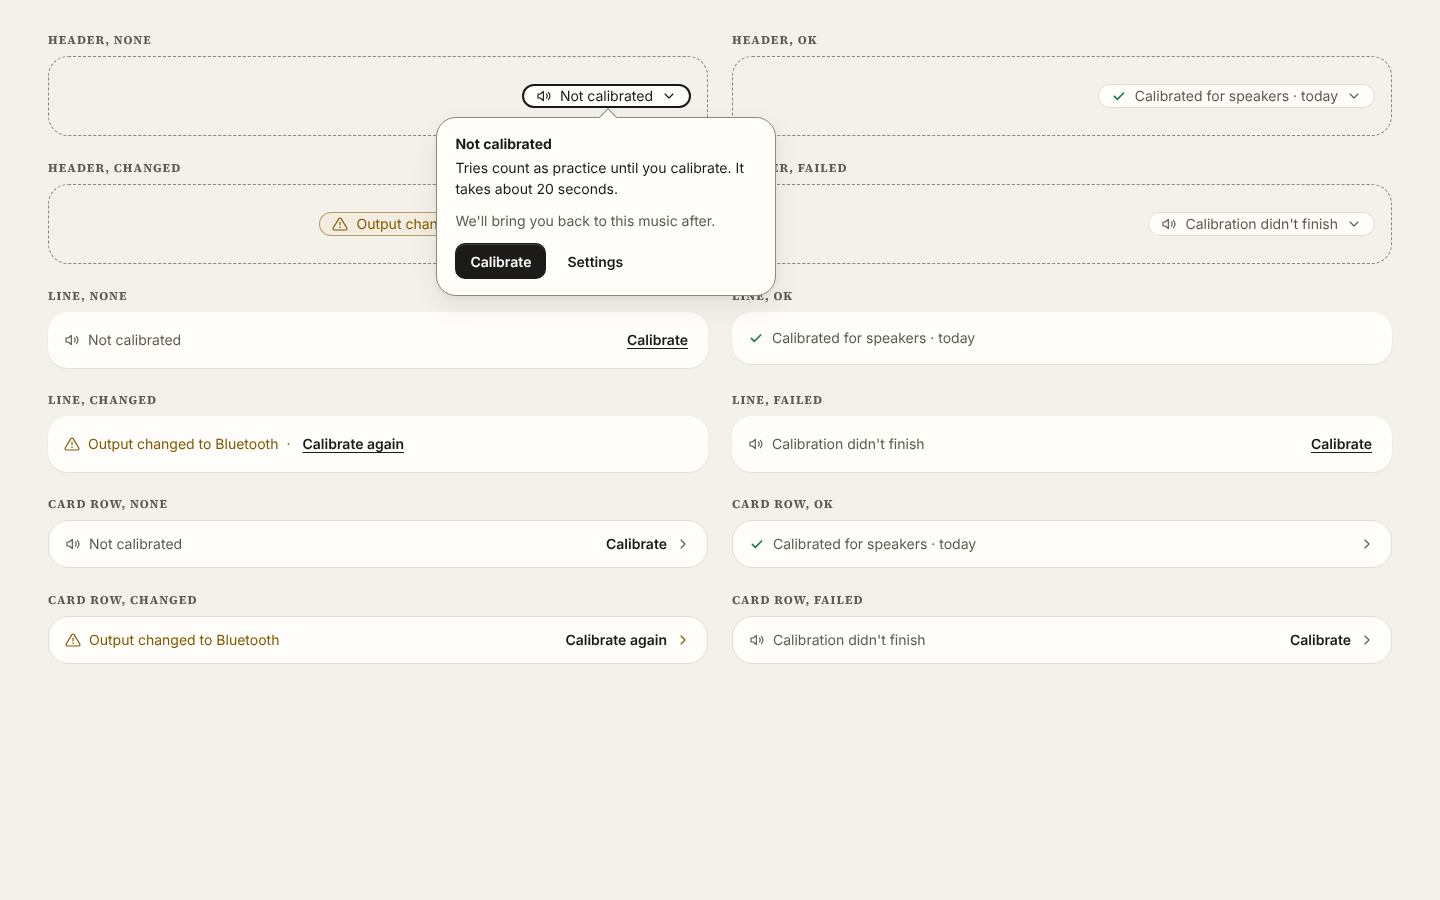 HEADER, NONE
HEADER, OK
Not calibrated
Calibrated for speakers · today
Not calibrated
Tries count as practice until you calibrate. It
takes about 20 seconds.
We'll bring you back to this music after.
Calibrate
Settings
HEADER, CHANGED
FAILED
Output
Calibration didn't finish
LINE, NONE
LINE, OK
Not calibrated
Calibrate
Calibrated for speakers · today
LINE, CHANGED
LINE, FAILED
Output changed to Bluetooth · Calibrate again
Calibration didn't finish
Calibrate
CARD ROW, NONE
CARD ROW, OK
Not calibrated
Calibrate
Calibrated for speakers · today
CARD ROW, CHANGED
CARD ROW, FAILED
Output changed to Bluetooth
Calibrate again
Calibration didn't finish
Calibrate